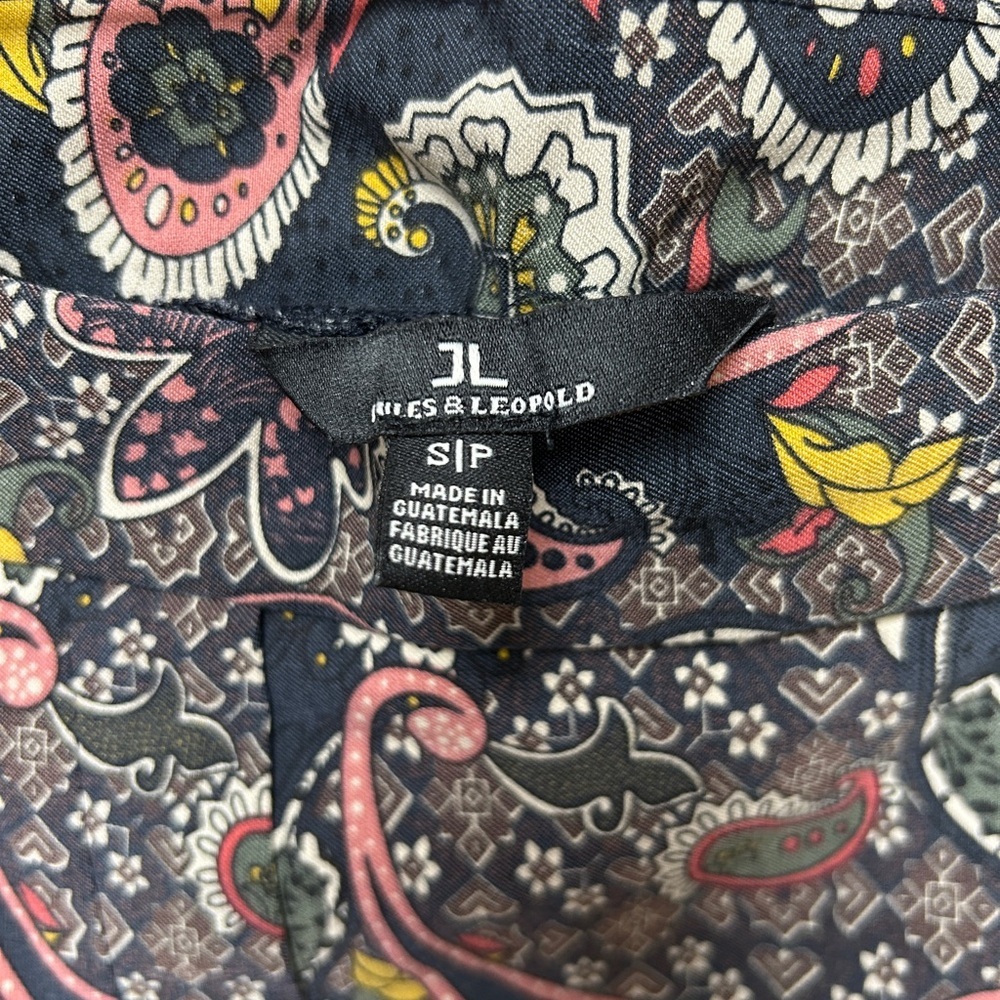 JL
JULES & LEOPOLD
S|P
MADE IN
GUATEMALA
FABRIQUE AU
GUATEMALA